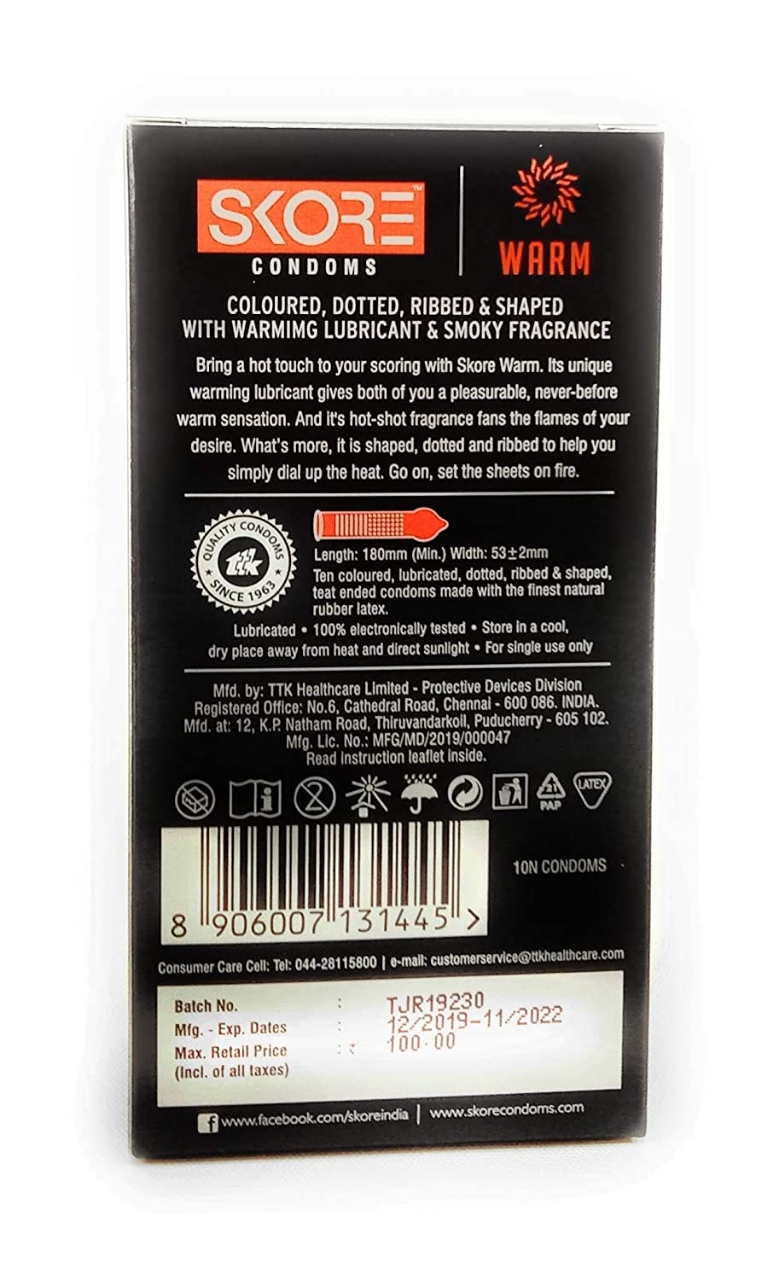 SKORE™
CONDOMS
WARM
COLOURED, DOTTED, RIBBED & SHAPED
WITH WARMIMG LUBRICANT & SMOKY FRAGRANCE
Bring a hot touch to your scoring with Skore Warm. Its unique
warming lubricant gives both of you a pleasurable, never-before
warm sensation. And it's hot-shot fragrance fans the flames of your
desire. What's more, it is shaped, dotted and ribbed to help you
simply dial up the heat. Go on, set the sheets on fire.
QUALITY CONDOMS
ttk
SINCE 1963
Length: 180mm (Min.) Width: 53±2mm
Ten coloured, lubricated, dotted, ribbed & shaped,
teat ended condoms made with the finest natural
rubber latex.
Lubricated • 100% electronically tested • Store in a cool,
dry place away from heat and direct sunlight • For single use only
Mfd. by: TTK Healthcare Limited - Protective Devices Division
Registered Office: No.6, Cathedral Road, Chennai - 600 086. INDIA.
Mfd. at: 12, K.P. Natham Road, Thiruvandarkoil, Puducherry - 605 102.
Mfg. Lic. No.: MFG/MD/2019/000047
Read instruction leaflet inside.
2
21
PAP
LATEX
8 906007 131445 >
10N CONDOMS
Consumer Care Cell: Tel: 044-28115800 | e-mail: customerservice@ttkhealthcare.com
Batch No. : TJR19230
Mfg. - Exp. Dates : 12/2019-11/2022
Max. Retail Price : ₹ 100.00
(Incl. of all taxes)
f www.facebook.com/skoreindia | www.skorecondoms.com